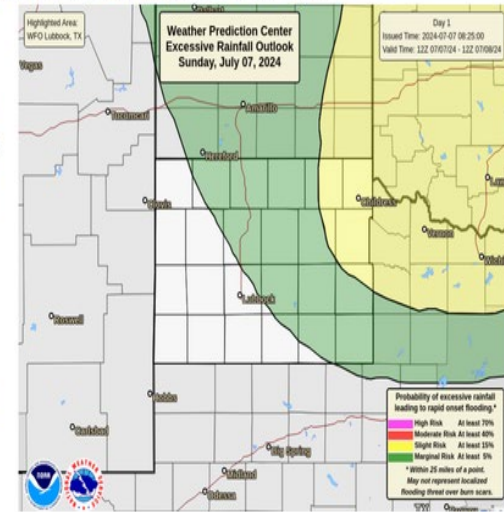 Highlighted Area:
WFO Lubbock, TX
Weather Prediction Center
Excessive Rainfall Outlook
Sunday, July 07, 2024
Day 1
Issued Time: 2024-07-07 08:25:00
Valid Time: 12Z 07/07/24 - 12Z 07/08/24
Vegas
Tucumcari
Amarillo
Hereford
Clovis
Childress
Vernon
Lubbock
Roswell
Hobbs
Carlsbad
Big Spring
Midland
Odessa
Probability of excessive rainfall
leading to rapid onset flooding.*
High Risk At least 70%
Moderate Risk At least 40%
Slight Risk At least 15%
Marginal Risk At least 5%
* Within 25 miles of a point.
May not represent localized
flooding threat over burn scars.